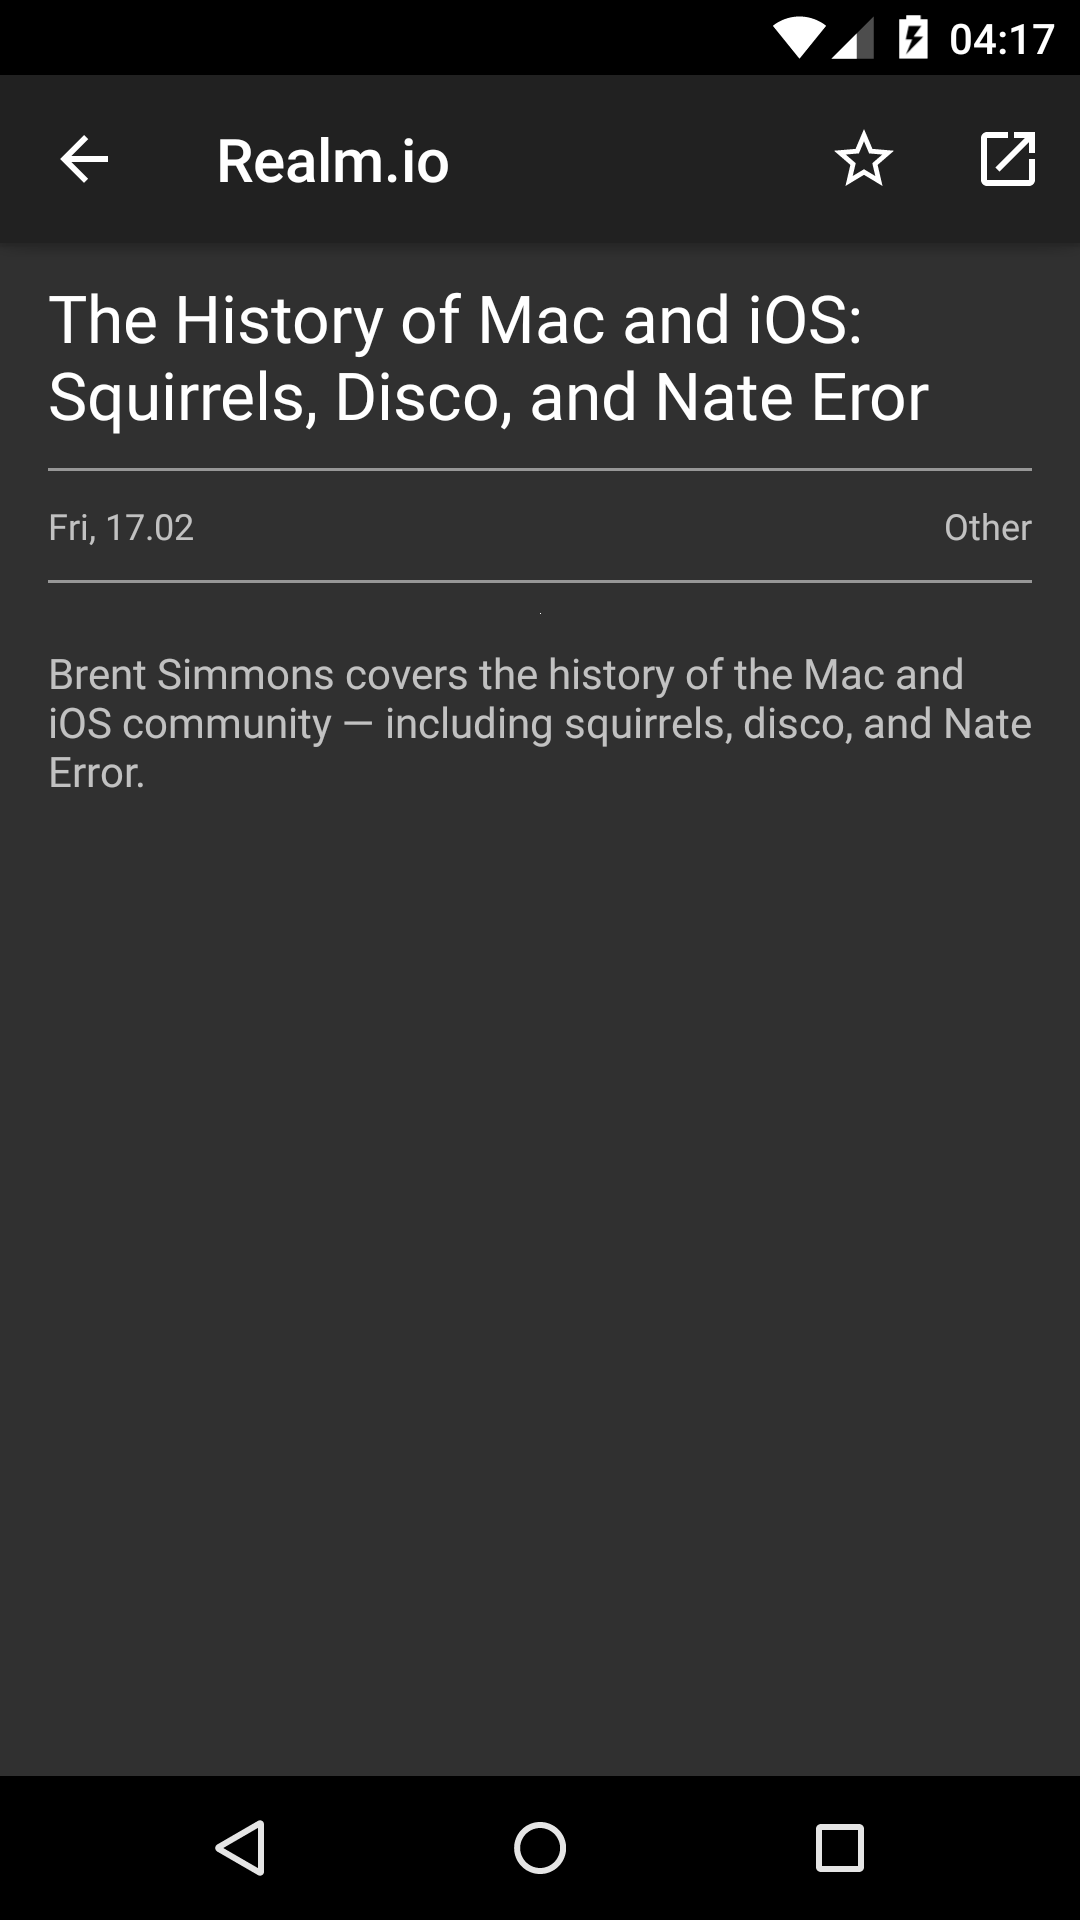 04:17
Realm.io
The History of Mac and iOS:
Squirrels, Disco, and Nate Eror
Fri, 17.02
Other
Brent Simmons covers the history of the Mac and
iOS community — including squirrels, disco, and Nate
Error.